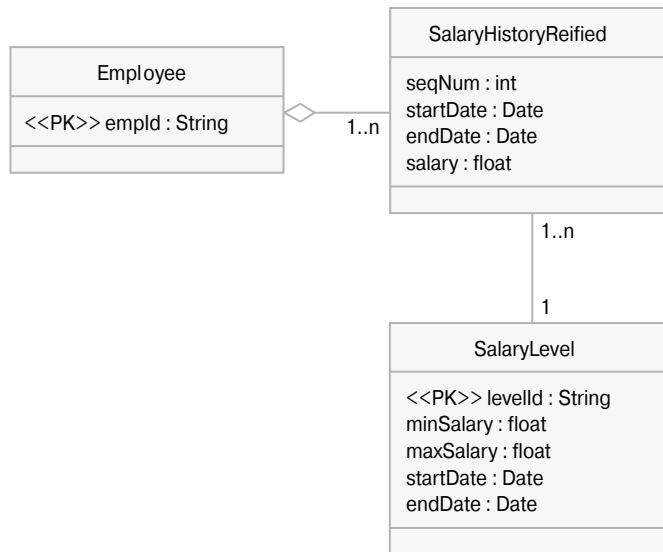 Employee
<<PK>> empId : String
1..n
SalaryHistoryReified
seqNum : int
startDate : Date
endDate : Date
salary : float
1..n
1
SalaryLevel
<<PK>> levelId : String
minSalary : float
maxSalary : float
startDate : Date
endDate : Date